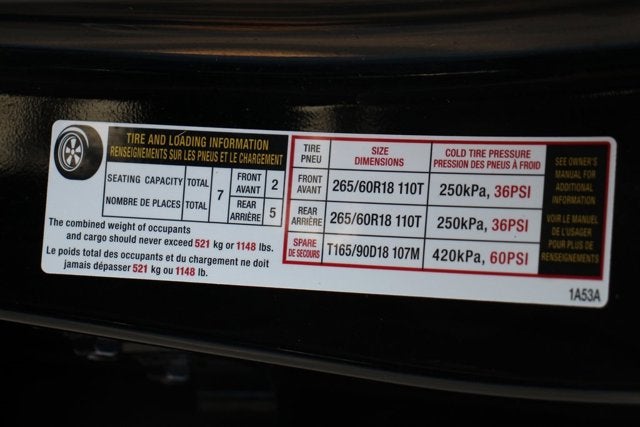 TIRE AND LOADING INFORMATION
RENSEIGNEMENTS SUR LES PNEUS ET LE CHARGEMENT
SEATING CAPACITY TOTAL 7 FRONT AVANT 2
NOMBRE DE PLACES TOTAL REAR ARRIÈRE 5
The combined weight of occupants
and cargo should never exceed 521 kg or 1148 lbs.
Le poids total des occupants et du chargement ne doit
jamais dépasser 521 kg ou 1148 lb.
TIRE PNEU SIZE DIMENSIONS COLD TIRE PRESSURE PRESSION DES PNEUS À FROID
FRONT AVANT 265/60R18 110T 250kPa, 36PSI
REAR ARRIÈRE 265/60R18 110T 250kPa, 36PSI
SPARE DE SECOURS T165/90D18 107M 420kPa, 60PSI
SEE OWNER'S
MANUAL FOR
ADDITIONAL
INFORMATION
VOIR LE MANUEL
DE L'USAGER
POUR PLUS DE
RENSEIGNEMENTS
1A53A